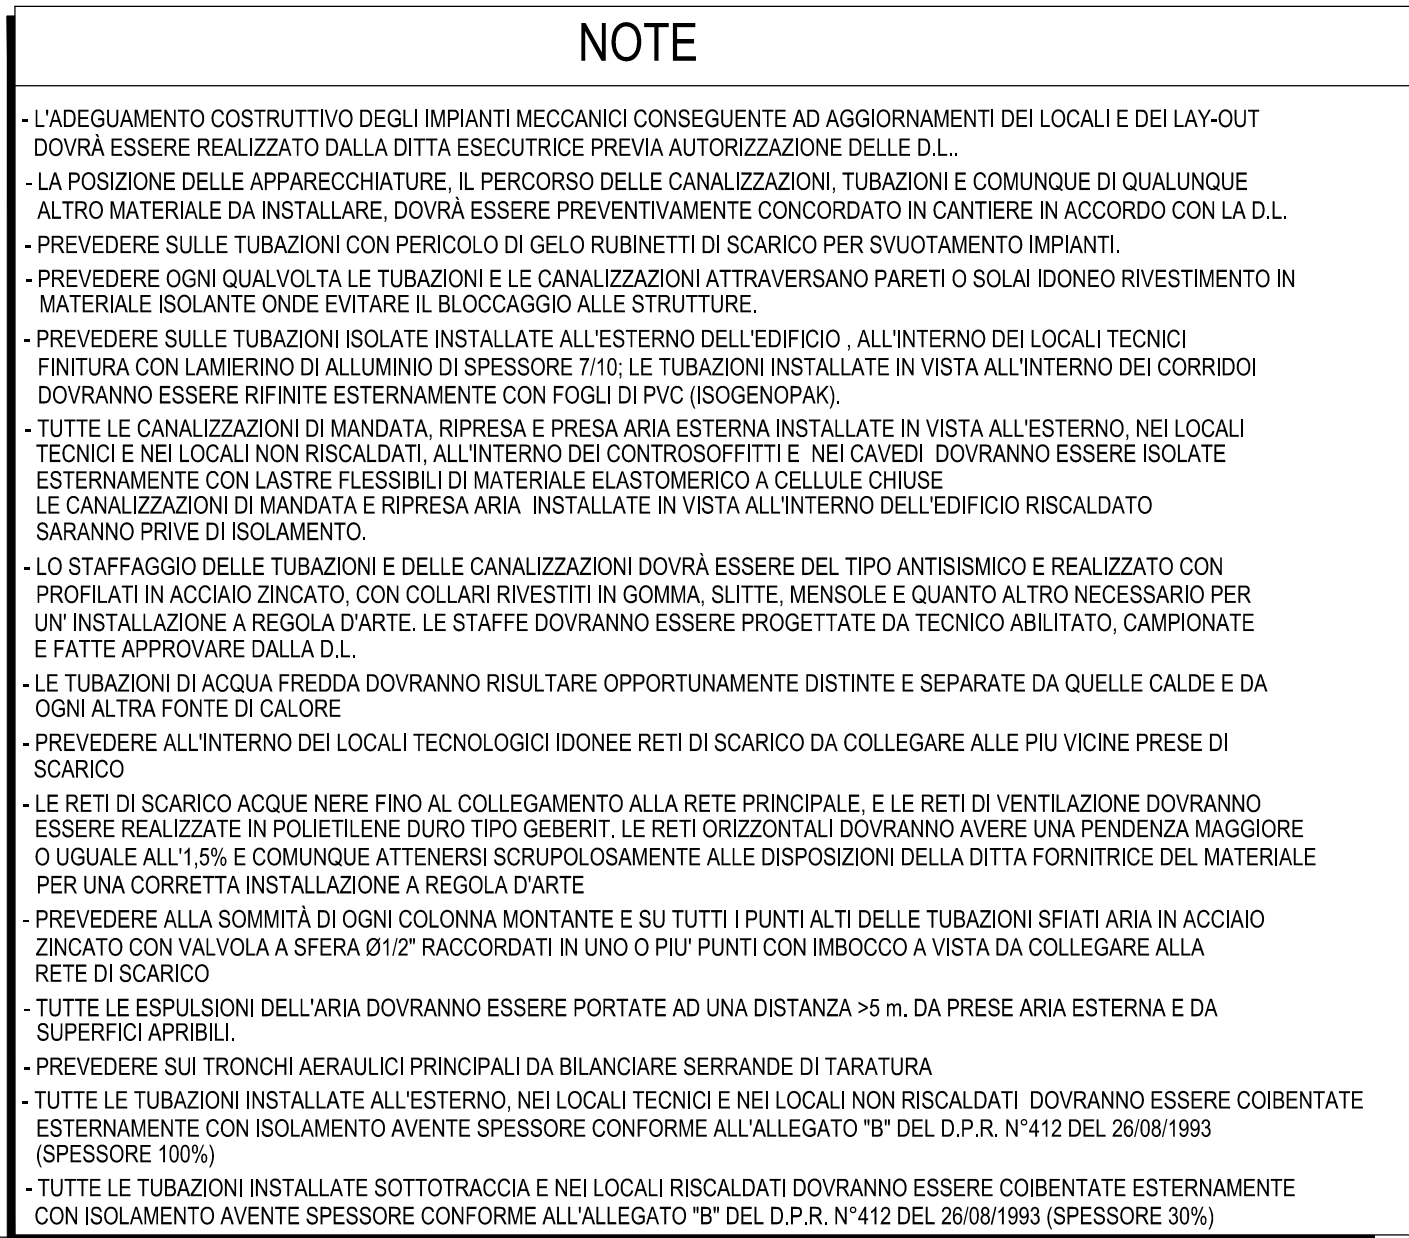 NOTE
- L'ADEGUAMENTO COSTRUTTIVO DEGLI IMPIANTI MECCANICI CONSEGUENTE AD AGGIORNAMENTI DEI LOCALI E DEI LAY-OUT
DOVRÀ ESSERE REALIZZATO DALLA DITTA ESECUTRICE PREVIA AUTORIZZAZIONE DELLE D.L..
- LA POSIZIONE DELLE APPARECCHIATURE, IL PERCORSO DELLE CANALIZZAZIONI, TUBAZIONI E COMUNQUE DI QUALUNQUE
ALTRO MATERIALE DA INSTALLARE, DOVRÀ ESSERE PREVENTIVAMENTE CONCORDATO IN CANTIERE IN ACCORDO CON LA D.L.
- PREVEDERE SULLE TUBAZIONI CON PERICOLO DI GELO RUBINETTI DI SCARICO PER SVUOTAMENTO IMPIANTI.
- PREVEDERE OGNI QUALVOLTA LE TUBAZIONI E LE CANALIZZAZIONI ATTRAVERSANO PARETI O SOLAI IDONEO RIVESTIMENTO IN
MATERIALE ISOLANTE ONDE EVITARE IL BLOCCAGGIO ALLE STRUTTURE.
- PREVEDERE SULLE TUBAZIONI ISOLATE INSTALLATE ALL'ESTERNO DELL'EDIFICIO , ALL'INTERNO DEI LOCALI TECNICI
FINITURA CON LAMIERINO DI ALLUMINIO DI SPESSORE 7/10; LE TUBAZIONI INSTALLATE IN VISTA ALL'INTERNO DEI CORRIDOI
DOVRANNO ESSERE RIFINITE ESTERNAMENTE CON FOGLI DI PVC (ISOGENOPAK).
- TUTTE LE CANALIZZAZIONI DI MANDATA, RIPRESA E PRESA ARIA ESTERNA INSTALLATE IN VISTA ALL'ESTERNO, NEI LOCALI
TECNICI E NEI LOCALI NON RISCALDATI, ALL'INTERNO DEI CONTROSOFFITTI E NEI CAVEDI DOVRANNO ESSERE ISOLATE
ESTERNAMENTE CON LASTRE FLESSIBILI DI MATERIALE ELASTOMERICO A CELLULE CHIUSE
LE CANALIZZAZIONI DI MANDATA E RIPRESA ARIA INSTALLATE IN VISTA ALL'INTERNO DELL'EDIFICIO RISCALDATO
SARANNO PRIVE DI ISOLAMENTO.
- LO STAFFAGGIO DELLE TUBAZIONI E DELLE CANALIZZAZIONI DOVRÀ ESSERE DEL TIPO ANTISISMICO E REALIZZATO CON
PROFILATI IN ACCIAIO ZINCATO, CON COLLARI RIVESTITI IN GOMMA, SLITTE, MENSOLE E QUANTO ALTRO NECESSARIO PER
UN' INSTALLAZIONE A REGOLA D'ARTE. LE STAFFE DOVRANNO ESSERE PROGETTATE DA TECNICO ABILITATO, CAMPIONATE
E FATTE APPROVARE DALLA D.L.
- LE TUBAZIONI DI ACQUA FREDDA DOVRANNO RISULTARE OPPORTUNAMENTE DISTINTE E SEPARATE DA QUELLE CALDE E DA
OGNI ALTRA FONTE DI CALORE
- PREVEDERE ALL'INTERNO DEI LOCALI TECNOLOGICI IDONEE RETI DI SCARICO DA COLLEGARE ALLE PIU VICINE PRESE DI
SCARICO
- LE RETI DI SCARICO ACQUE NERE FINO AL COLLEGAMENTO ALLA RETE PRINCIPALE, E LE RETI DI VENTILAZIONE DOVRANNO
ESSERE REALIZZATE IN POLIETILENE DURO TIPO GEBERIT. LE RETI ORIZZONTALI DOVRANNO AVERE UNA PENDENZA MAGGIORE
O UGUALE ALL'1,5% E COMUNQUE ATTENERSI SCRUPOLOSAMENTE ALLE DISPOSIZIONI DELLA DITTA FORNITRICE DEL MATERIALE
PER UNA CORRETTA INSTALLAZIONE A REGOLA D'ARTE
- PREVEDERE ALLA SOMMITÀ DI OGNI COLONNA MONTANTE E SU TUTTI I PUNTI ALTI DELLE TUBAZIONI SFIATI ARIA IN ACCIAIO
ZINCATO CON VALVOLA A SFERA Ø1/2" RACCORDATI IN UNO O PIU' PUNTI CON IMBOCCO A VISTA DA COLLEGARE ALLA
RETE DI SCARICO
- TUTTE LE ESPULSIONI DELL'ARIA DOVRANNO ESSERE PORTATE AD UNA DISTANZA >5 m. DA PRESE ARIA ESTERNA E DA
SUPERFICI APRIBILI.
- PREVEDERE SUI TRONCHI AERAULICI PRINCIPALI DA BILANCIARE SERRANDE DI TARATURA
- TUTTE LE TUBAZIONI INSTALLATE ALL'ESTERNO, NEI LOCALI TECNICI E NEI LOCALI NON RISCALDATI DOVRANNO ESSERE COIBENTATE
ESTERNAMENTE CON ISOLAMENTO AVENTE SPESSORE CONFORME ALL'ALLEGATO "B" DEL D.P.R. N°412 DEL 26/08/1993
(SPESSORE 100%)
- TUTTE LE TUBAZIONI INSTALLATE SOTTOTRACCIA E NEI LOCALI RISCALDATI DOVRANNO ESSERE COIBENTATE ESTERNAMENTE
CON ISOLAMENTO AVENTE SPESSORE CONFORME ALL'ALLEGATO "B" DEL D.P.R. N°412 DEL 26/08/1993 (SPESSORE 30%)